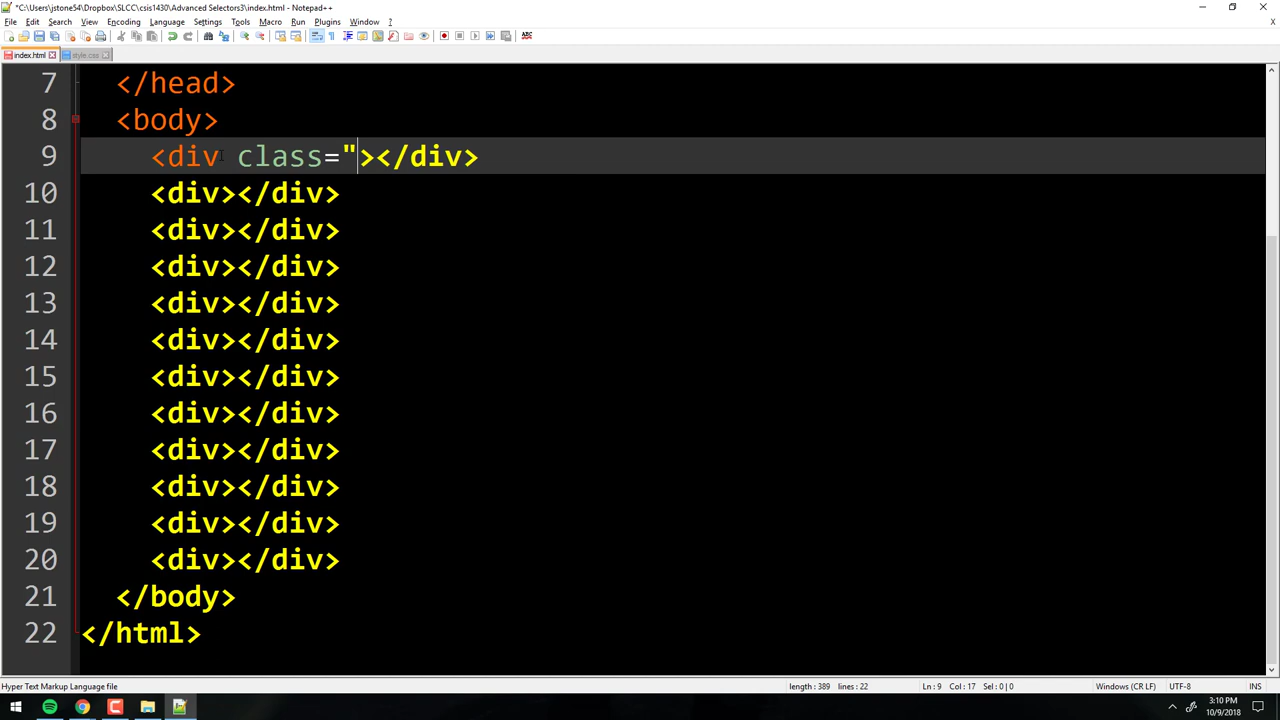 *C:\Users\jstone54\Dropbox\SLCC\csis1430\Advanced Selectors3\index.html - Notepad++
File Edit Search View Encoding Language Settings Tools Macro Run Plugins Window ?
index.html style.css
7 </head>
8 <body>
9 <div class="></div>
10 <div></div>
11 <div></div>
12 <div></div>
13 <div></div>
14 <div></div>
15 <div></div>
16 <div></div>
17 <div></div>
18 <div></div>
19 <div></div>
20 <div></div>
21 </body>
22 </html>
Hyper Text Markup Language file length : 389 lines : 22 Ln : 9 Col : 17 Sel : 0 | 0 Windows (CR LF) UTF-8 INS
3:10 PM
10/9/2018